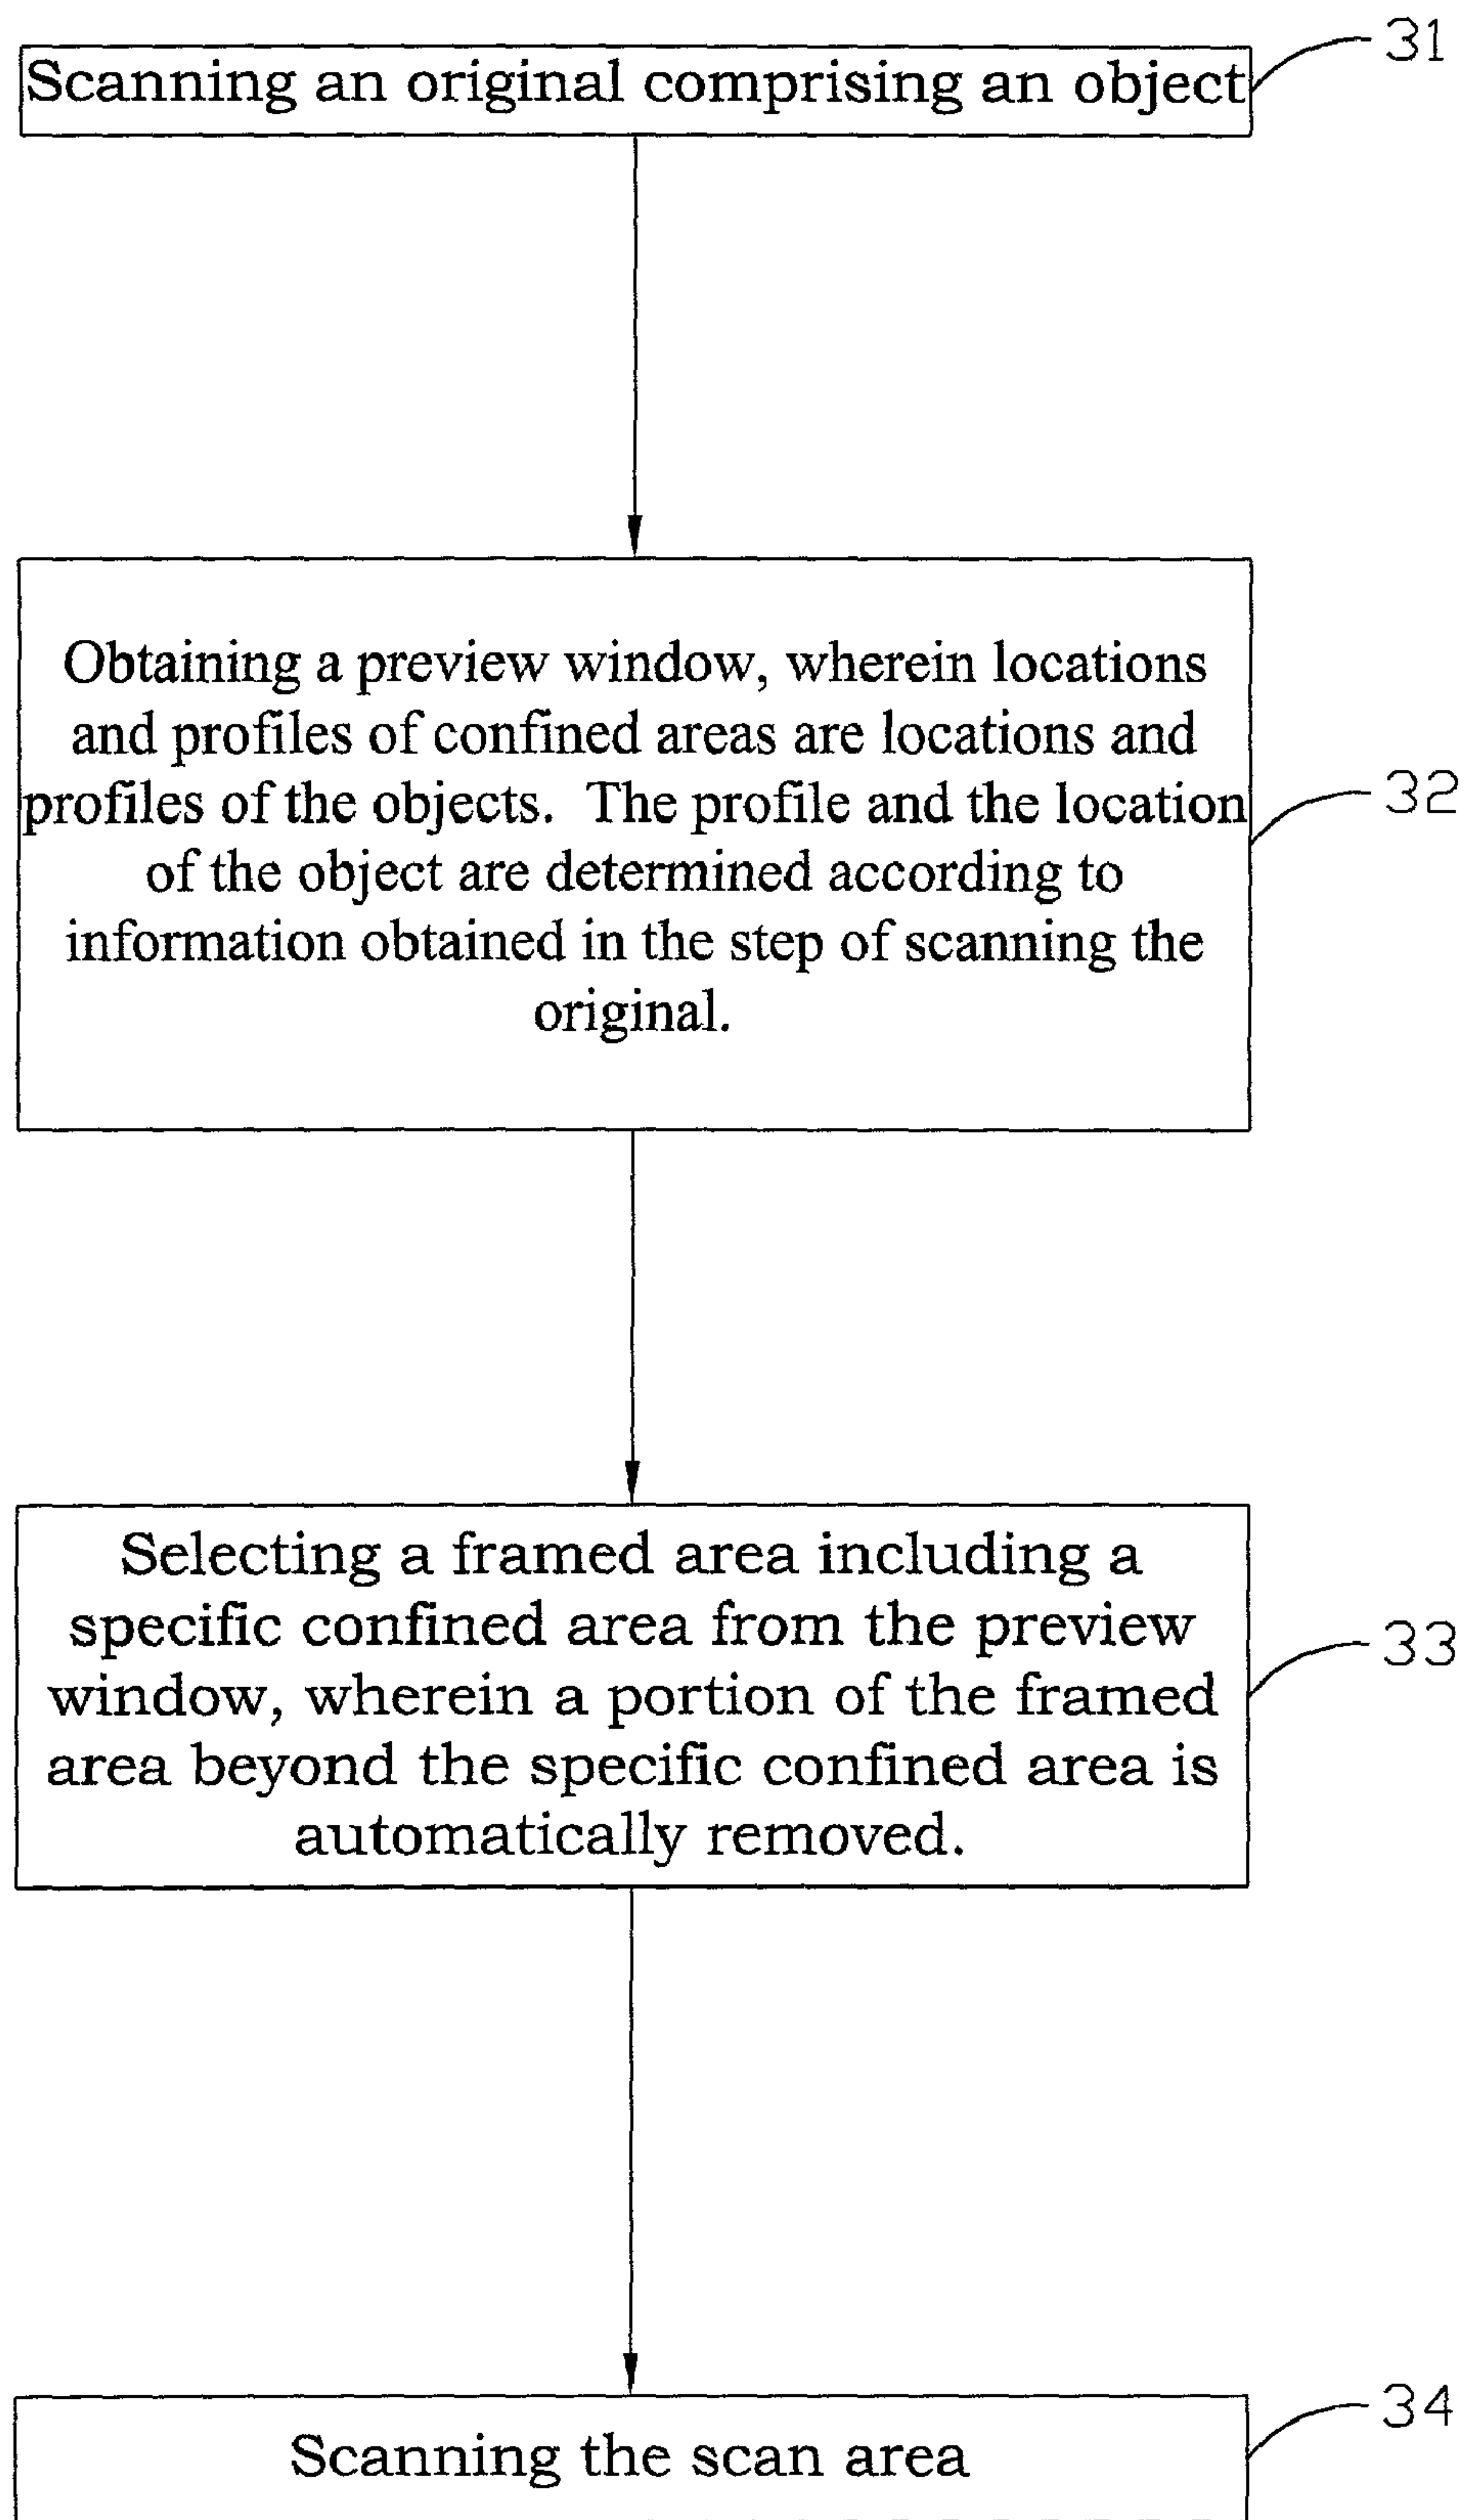 31
Scanning an original comprising an object
Obtaining a preview window, wherein locations
and profiles of confined areas are locations and
profiles of the objects. The profile and the location
of the object are determined according to
information obtained in the step of scanning the
original.
32
Selecting a framed area including a
specific confined area from the preview
window, wherein a portion of the framed
area beyond the specific confined area is
automatically removed.
33
34
Scanning the scan area